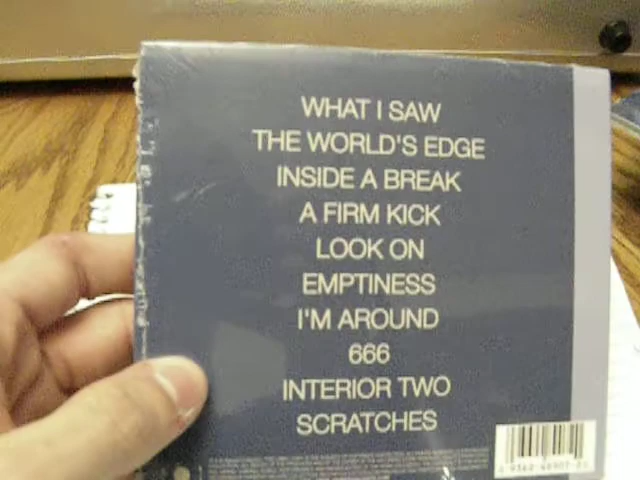 WHAT I SAW
THE WORLD'S EDGE
INSIDE A BREAK
A FIRM KICK
LOOK ON
EMPTINESS
I'M AROUND
666
INTERIOR TWO
SCRATCHES